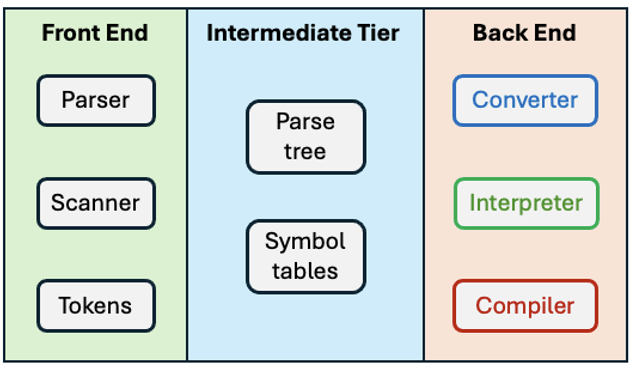 Front End
Parser
Scanner
Tokens
Intermediate Tier
Parse
tree
Symbol
tables
Back End
Converter
Interpreter
Compiler